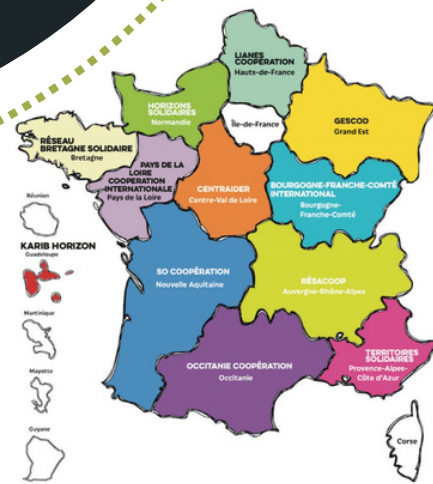 LIANES
COOPÉRATION
Hauts-de-France
HORIZONS
SOLIDAIRES
Normandie
Île-de-France
GESCOD
Grand Est
RÉSEAU
BRETAGNE SOLIDAIRE
Bretagne
PAYS DE LA
LOIRE
COOPERATION
INTERNATIONALE
Pays de la Loire
CENTRAIDER
Centre-Val de Loire
BOURGOGNE-FRANCHE-COMTÉ
INTERNATIONAL
Bourgogne-
Franche-Comté
Réunion
KARIB HORIZON
Guadeloupe
SO COOPÉRATION
Nouvelle Aquitaine
RÉSACOOP
Auvergne-Rhône-Alpes
Martinique
OCCITANIE COOPÉRATION
Occitanie
TERRITOIRES
SOLIDAIRES
Provence-Alpes-
Côte d'Azur
Mayotte
Guyane
Corse